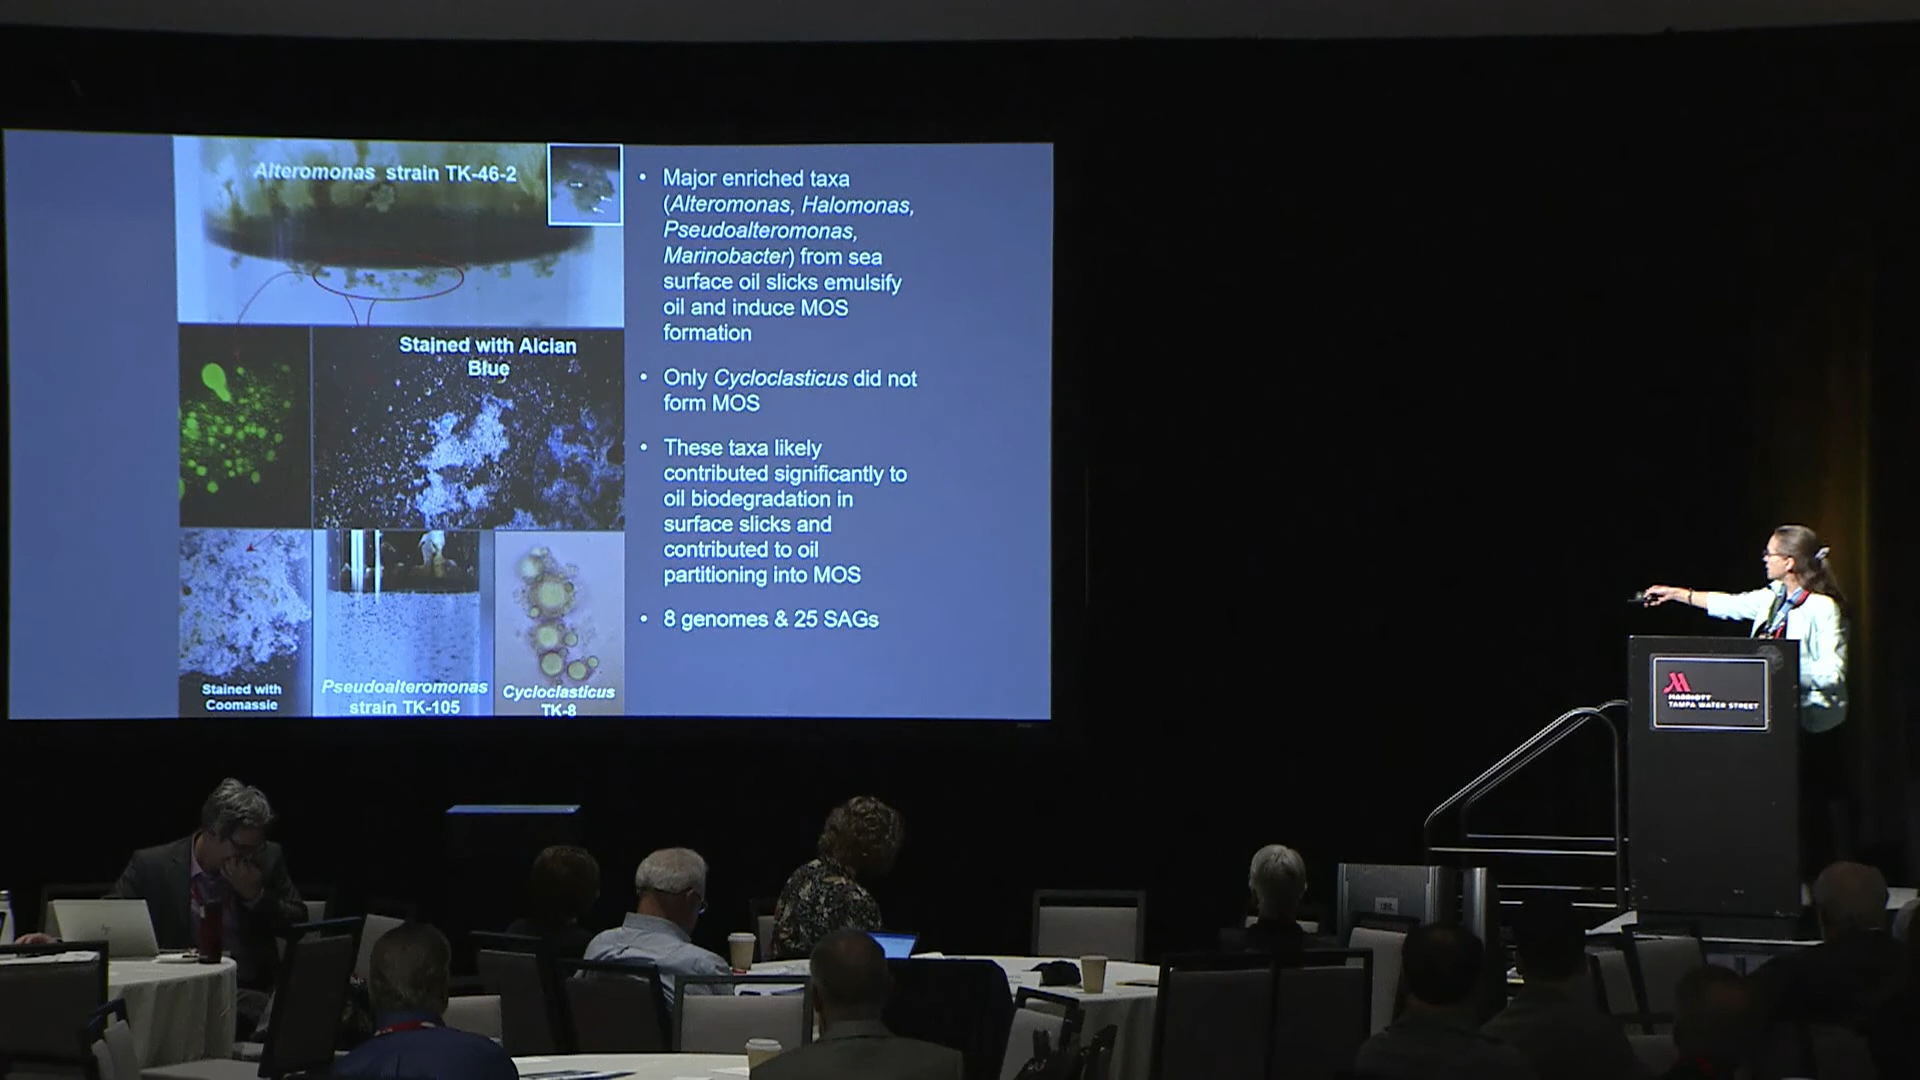 Alteromonas strain TK-46-2
Stained with Alcian
Blue
Stained with
Coomassie
Pseudoalteromonas
strain TK-105
Cycloclasticus
TK-8
• Major enriched taxa
(Alteromonas, Halomonas,
Pseudoalteromonas,
Marinobacter) from sea
surface oil slicks emulsify
oil and induce MOS
formation
• Only Cycloclasticus did not
form MOS
• These taxa likely
contributed significantly to
oil biodegradation in
surface slicks and
contributed to oil
partitioning into MOS
• 8 genomes & 25 SAGs
MARRIOTT
TAMPA WATER STREET
JBL